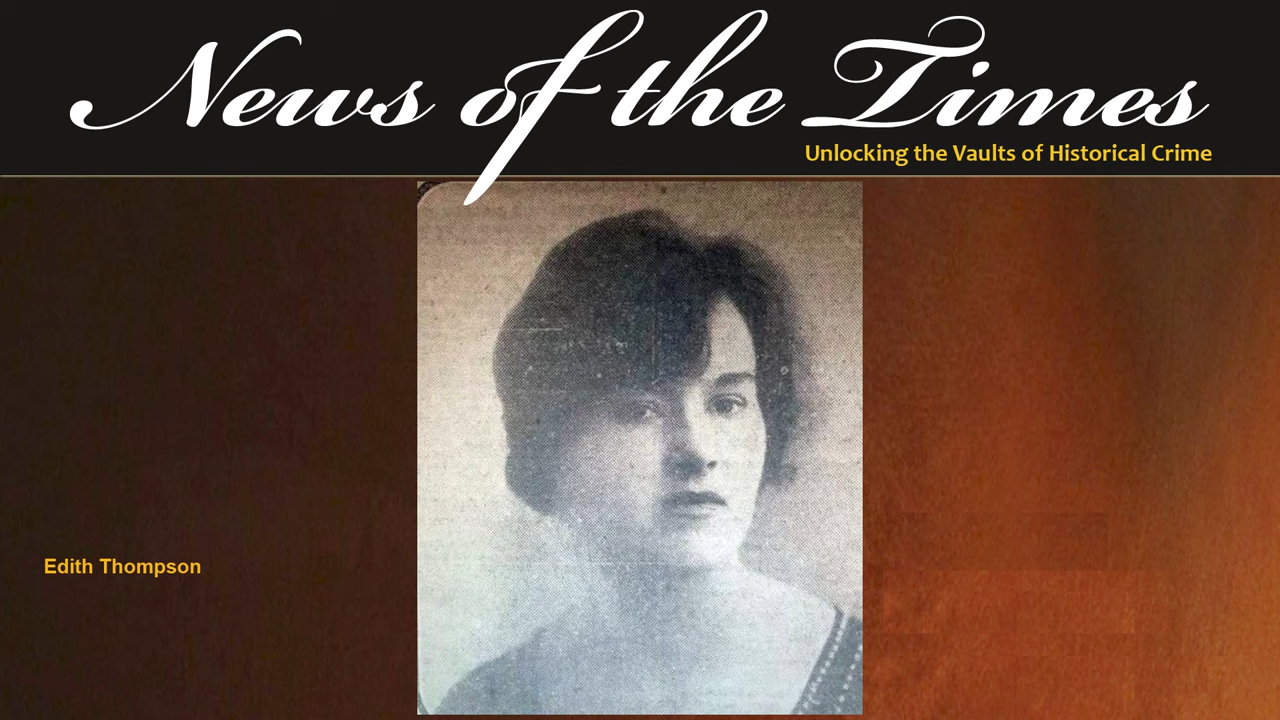 News of the Times
Unlocking the Vaults of Historical Crime
Edith Thompson